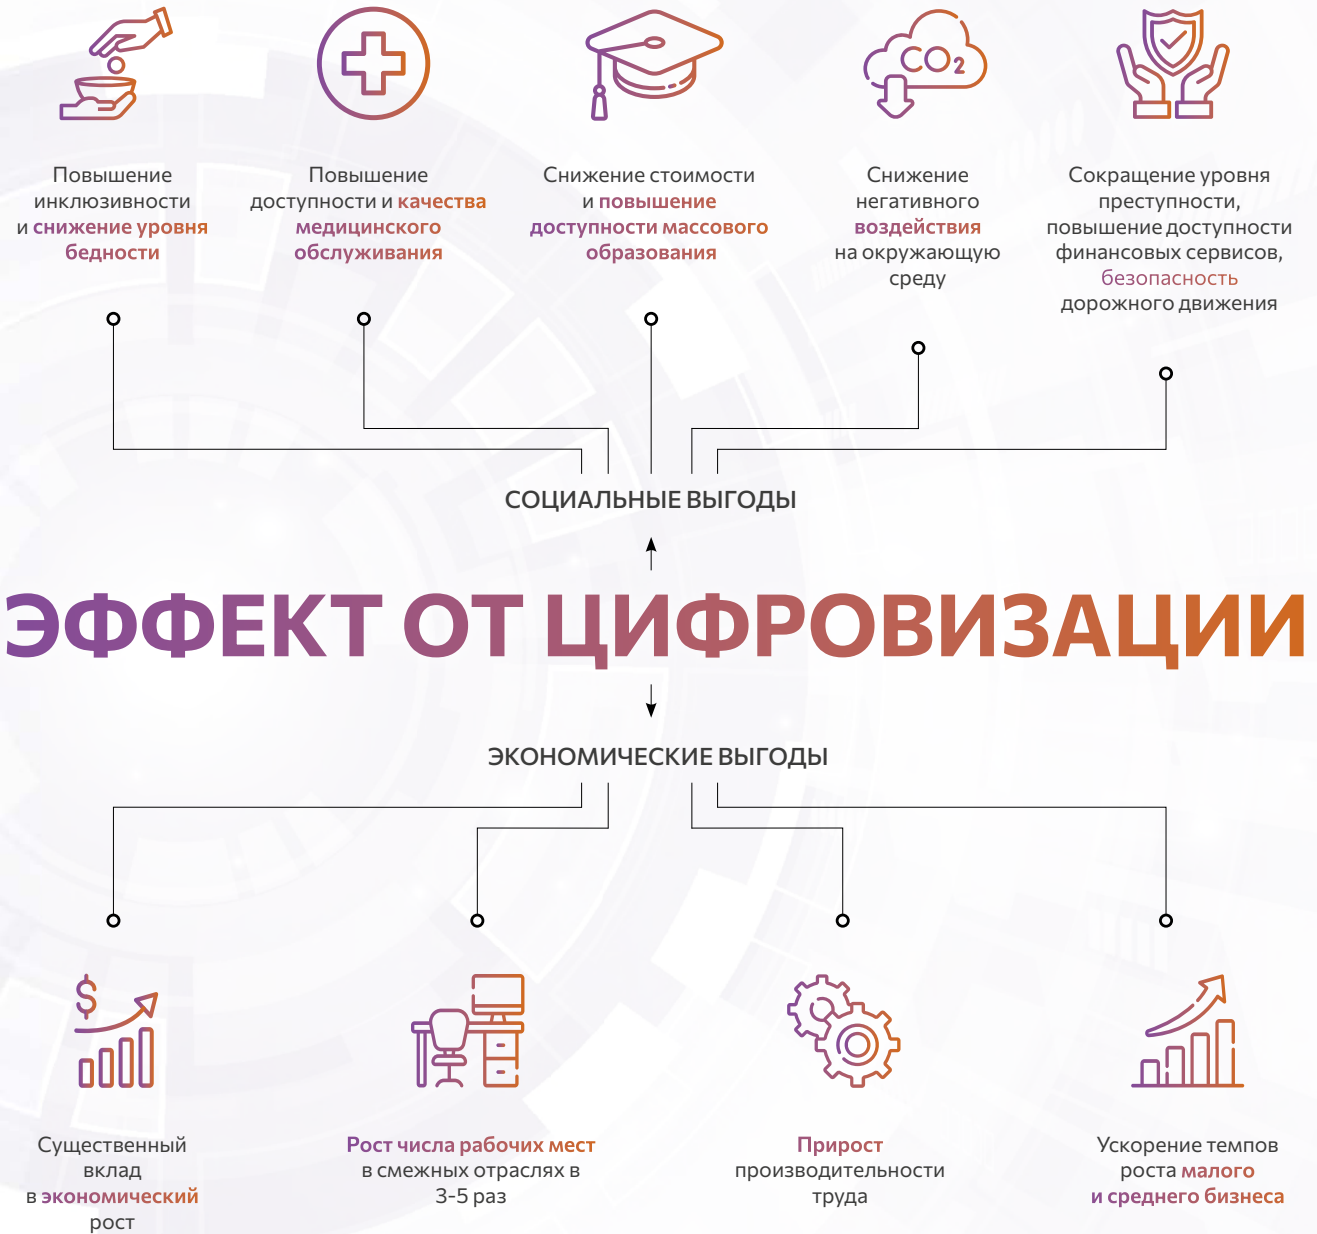 CO2
Повышение
инклюзивности
и снижение уровня
бедности
Повышение
доступности и качества
медицинского
обслуживания
Снижение стоимости
и повышение
доступности массового
образования
Снижение
негативного
воздействия
на окружающую
среду
Сокращение уровня
преступности,
повышение доступности
финансовых сервисов,
безопасность
дорожного движения
СОЦИАЛЬНЫЕ ВЫГОДЫ
ЭФФЕКТ ОТ ЦИФРОВИЗАЦИИ
ЭКОНОМИЧЕСКИЕ ВЫГОДЫ
$
Существенный
вклад
в экономический
рост
Рост числа рабочих мест
в смежных отраслях в
3-5 раз
Прирост
производительности
труда
Ускорение темпов
роста малого
и среднего бизнеса